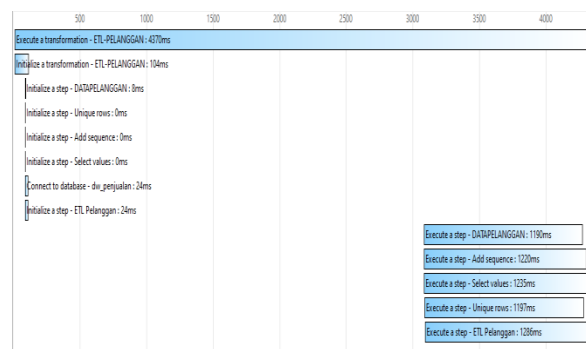 500 1000 1500 2000 2500 3000 3500 4000
Execute a transformation - ETL-PELANGGAN : 4370ms
Initialize a transformation - ETL-PELANGGAN : 104ms
Initialize a step - DATAPELANGGAN : 8ms
Initialize a step - Unique rows : 0ms
Initialize a step - Add sequence : 0ms
Initialize a step - Select values : 0ms
Connect to database - dw_penjualan : 24ms
Initialize a step - ETL Pelanggan : 24ms
Execute a step - DATAPELANGGAN : 1190ms
Execute a step - Add sequence : 1220ms
Execute a step - Select values : 1235ms
Execute a step - Unique rows : 1197ms
Execute a step - ETL Pelanggan : 1286ms